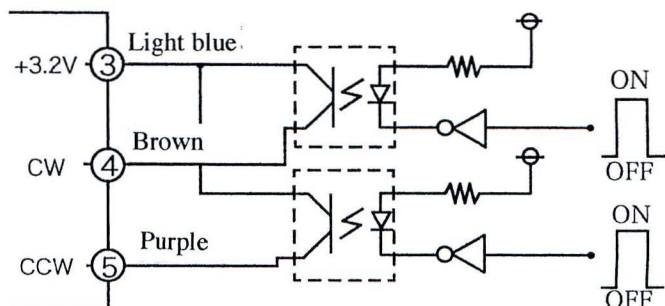 Light blue
+3.2V ③
ON
Brown
CW ④
OFF
ON
Purple
CCW ⑤
OFF